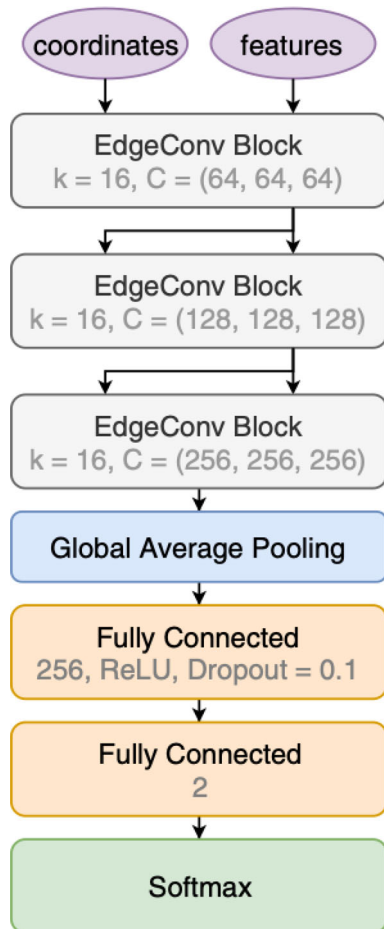 coordinates
features
EdgeConv Block
k = 16, C = (64, 64, 64)
EdgeConv Block
k = 16, C = (128, 128, 128)
EdgeConv Block
k = 16, C = (256, 256, 256)
Global Average Pooling
Fully Connected
256, ReLU, Dropout = 0.1
Fully Connected
2
Softmax